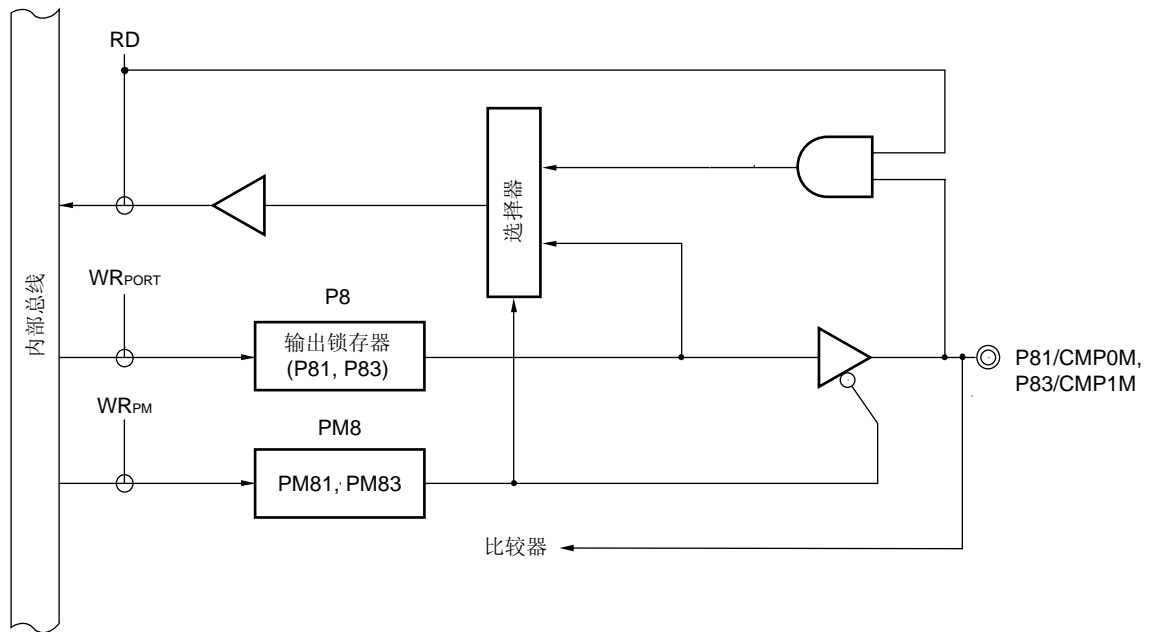 RD
选择器
内部总线
WRPORT
P8
输出锁存器
(P81, P83)
P81/CMP0M,
P83/CMP1M
WRPM
PM8
PM81, PM83
比较器